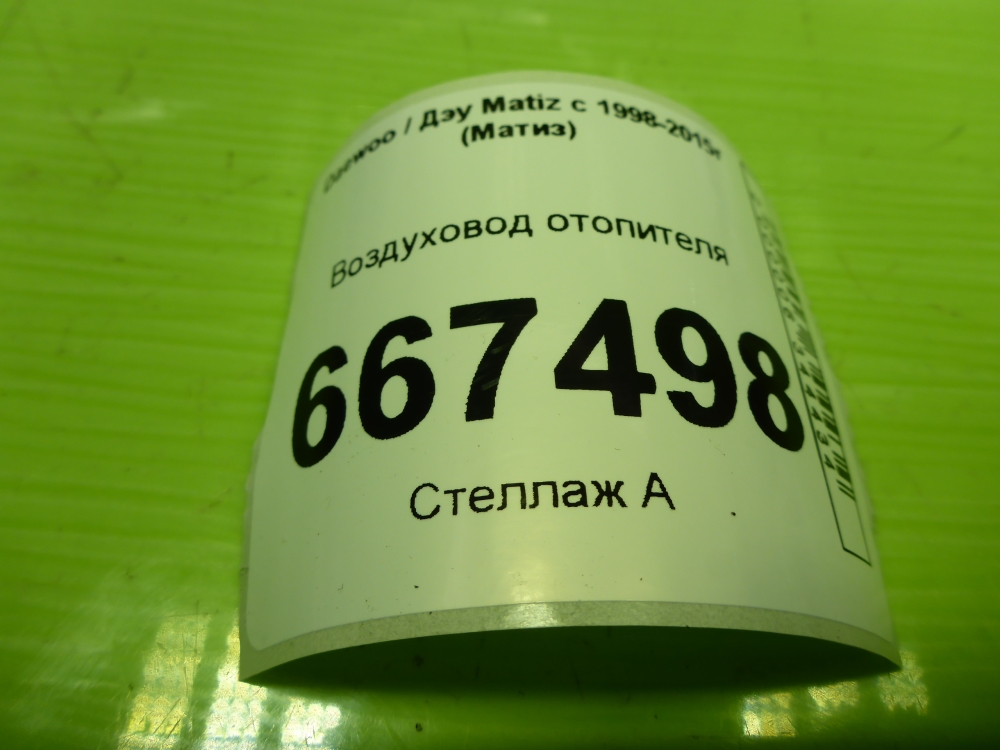 Daewoo / Дэу Matiz с 1998-2015г
(Матиз)
Воздуховод отопителя
667498
Стеллаж А